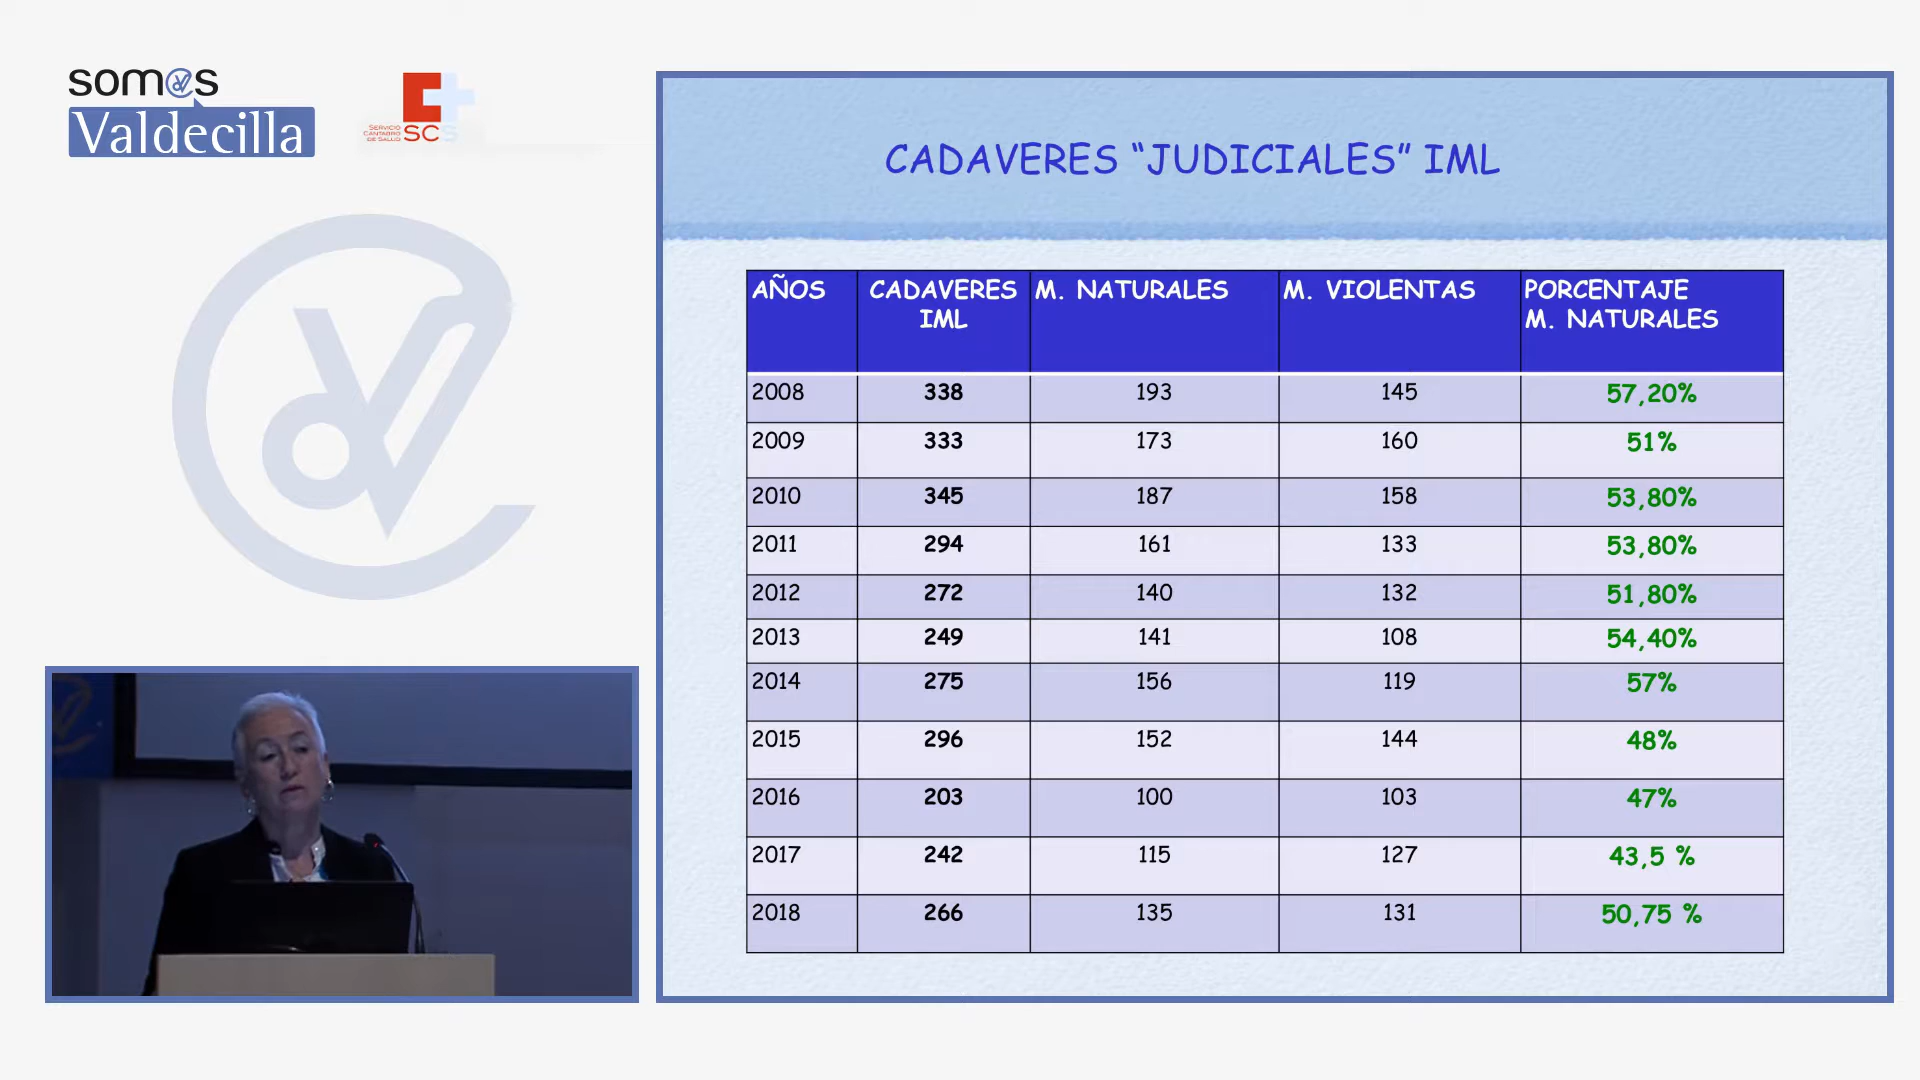 som@s
Valdecilla
SERVICIO
CÁNTABRO
DE SALUD
SCS
CADAVERES “JUDICIALES” IML
AÑOS CADAVERES IML M. NATURALES M. VIOLENTAS PORCENTAJE M. NATURALES
2008 338 193 145 57,20%
2009 333 173 160 51%
2010 345 187 158 53,80%
2011 294 161 133 53,80%
2012 272 140 132 51,80%
2013 249 141 108 54,40%
2014 275 156 119 57%
2015 296 152 144 48%
2016 203 100 103 47%
2017 242 115 127 43,5 %
2018 266 135 131 50,75 %